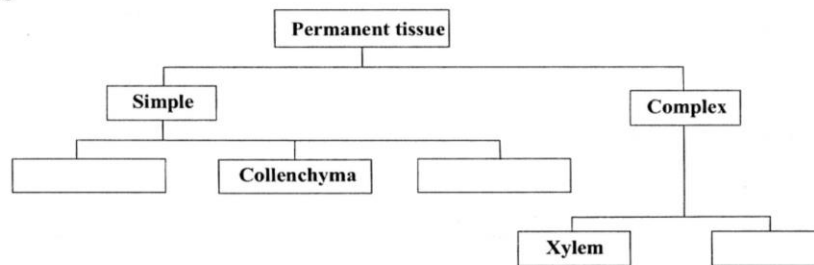 Permanent tissue
Simple
Complex
Collenchyma
Xylem